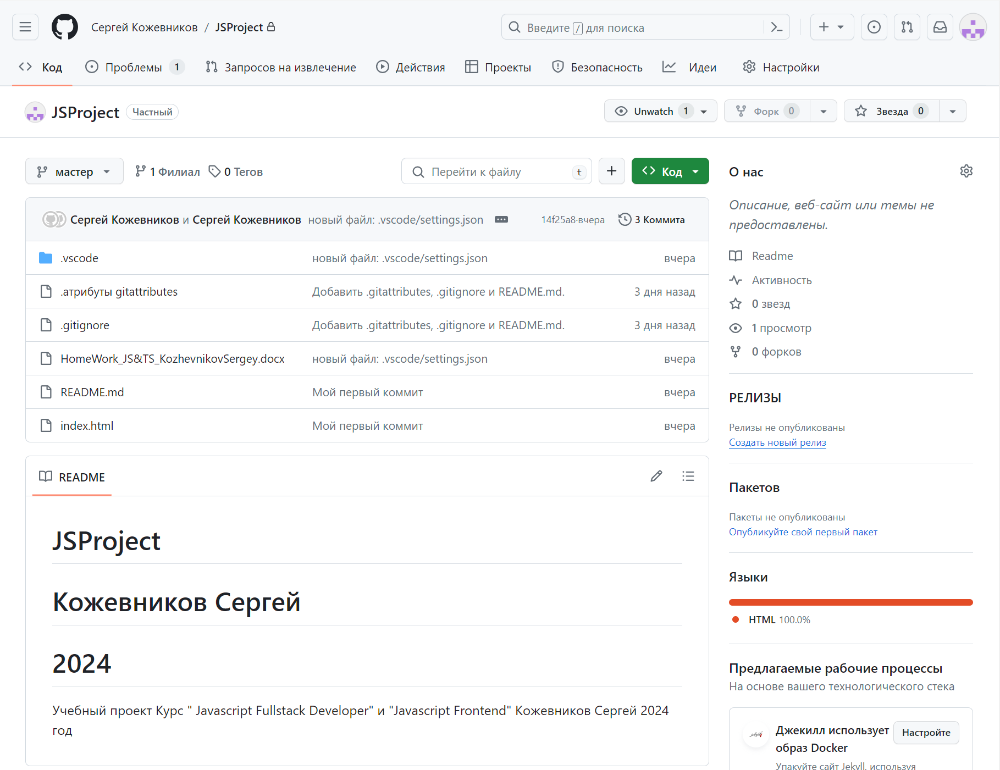 Сергей Кожевников / JSProject
Введите / для поиска
Код
Проблемы 1
Запросов на извлечение
Действия
Проекты
Безопасность
Идеи
Настройки
JSProject Частный
Unwatch 1
Форк 0
Звезда 0
мастер
1 Филиал
0 Тегов
Перейти к файлу t
Код
Сергей Кожевников и Сергей Кожевников новый файл: .vscode/settings.json 14f25a8·вчера 3 Коммита
.vscode новый файл: .vscode/settings.json вчера
.атрибуты gitattributes Добавить .gitattributes, .gitignore и README.md. 3 дня назад
.gitignore Добавить .gitattributes, .gitignore и README.md. 3 дня назад
HomeWork_JS&TS_KozhevnikovSergey.docx новый файл: .vscode/settings.json вчера
README.md Мой первый коммит вчера
index.html Мой первый коммит вчера
README
JSProject
Кожевников Сергей
2024
Учебный проект Курс " Javascript Fullstack Developer" и "Javascript Frontend" Кожевников Сергей 2024
год
О нас
Описание, веб-сайт или темы не
предоставлены.
Readme
Активность
0 звезд
1 просмотр
0 форков
РЕЛИЗЫ
Релизы не опубликованы
Создать новый релиз
Пакетов
Пакеты не опубликованы
Опубликуйте свой первый пакет
Языки
HTML 100.0%
Предлагаемые рабочие процессы
На основе вашего технологического стека
jekyll
Джекилл использует
образ Docker
Настройте
Упакуйте сайт Jekyll, используя